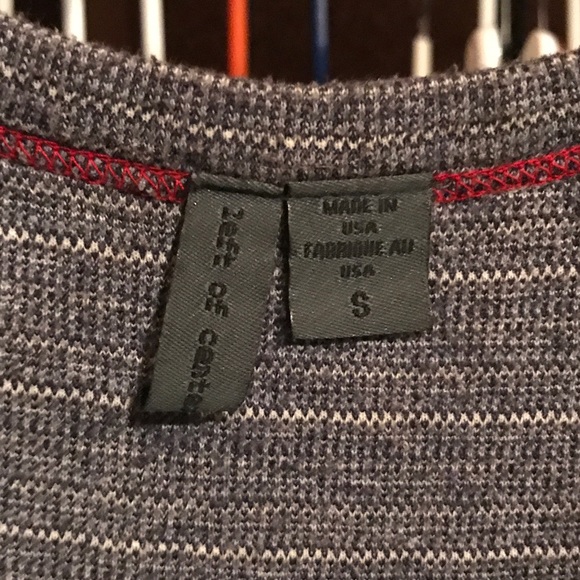 left of center
MADE IN
USA
FABRIQUE AU
USA
S